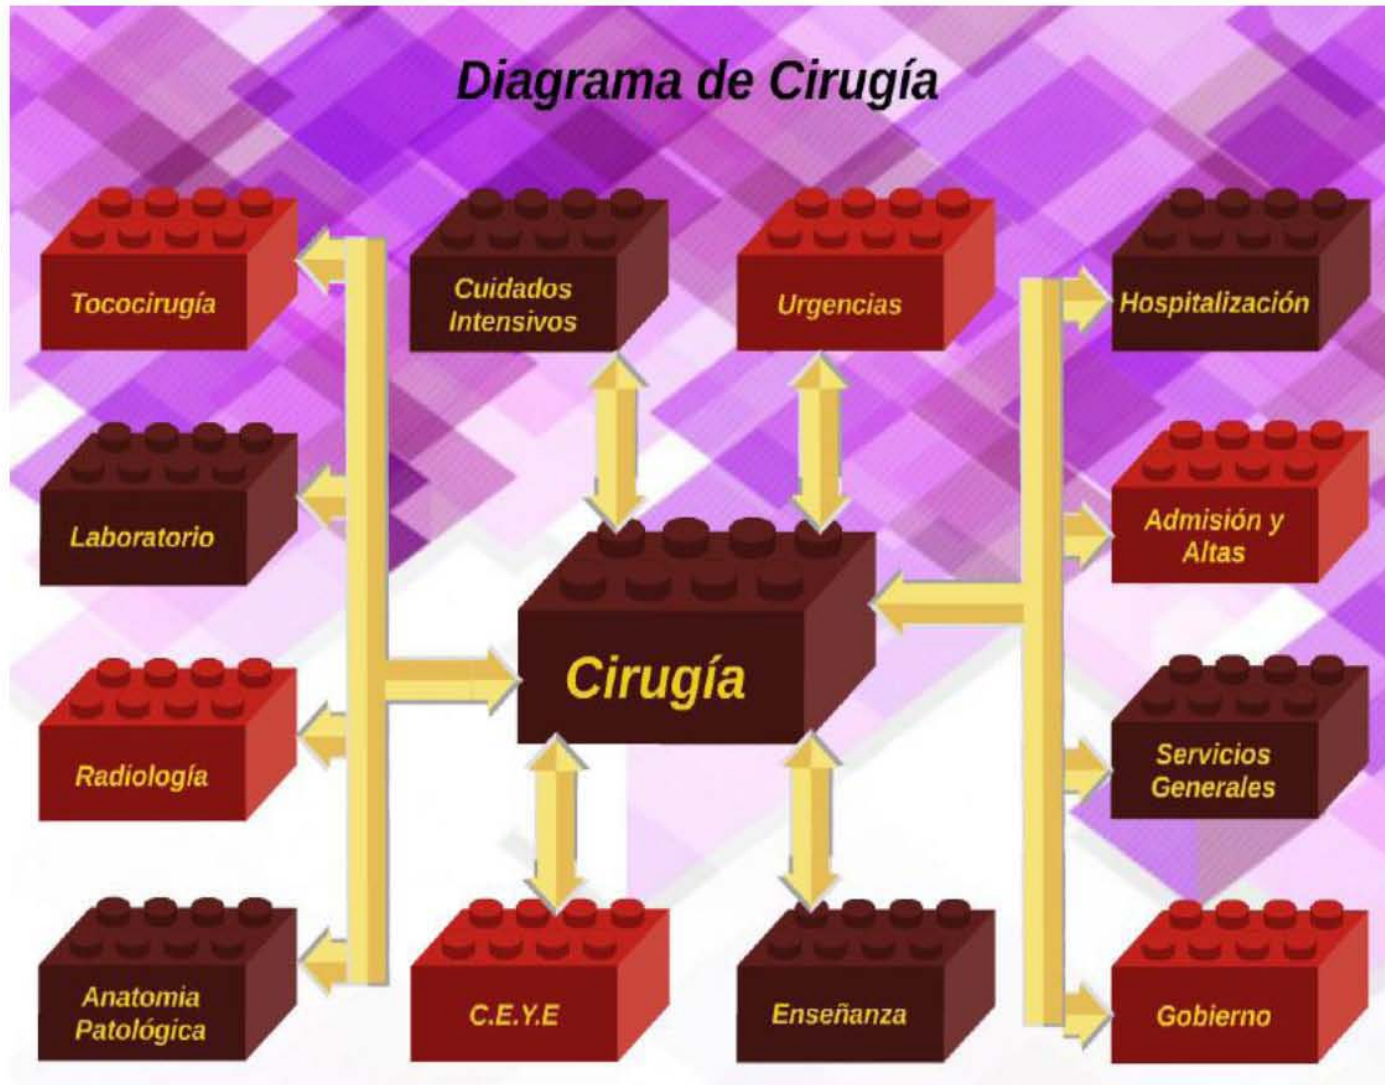 Diagrama de Cirugía
Tococirugía
Cuidados
Intensivos
Urgencias
Hospitalización
Laboratorio
Admisión y
Altas
Cirugía
Radiología
Servicios
Generales
Anatomia
Patológica
C.E.Y.E
Enseñanza
Gobierno